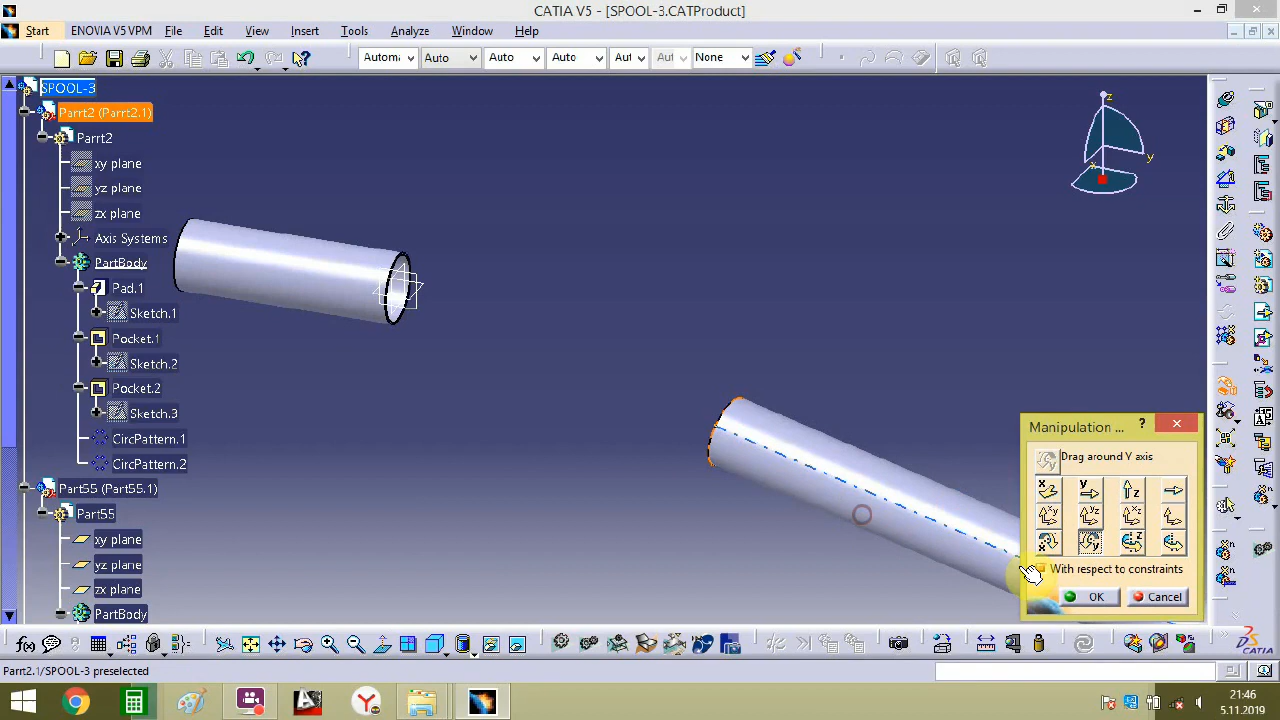 CATIA V5 - [SPOOL-3.CATProduct]
Start ENOVIA V5 VPM File Edit View Insert Tools Analyze Window Help
Automa Auto Auto Auto Aut Aut None
SPOOL-3
Parrt2 (Parrt2.1)
Parrt2
xy plane
yz plane
zx plane
Axis Systems
PartBody
Pad.1
Sketch.1
Pocket.1
Sketch.2
Pocket.2
Sketch.3
CircPattern.1
CircPattern.2
Part55 (Part55.1)
Part55
xy plane
yz plane
zx plane
PartBody
z
y
x
Manipulation ... ?
Drag around Y axis
With respect to constraints
OK Cancel
CATIA
Parrt2.1/SPOOL-3 preselected
21:46
5.11.2019